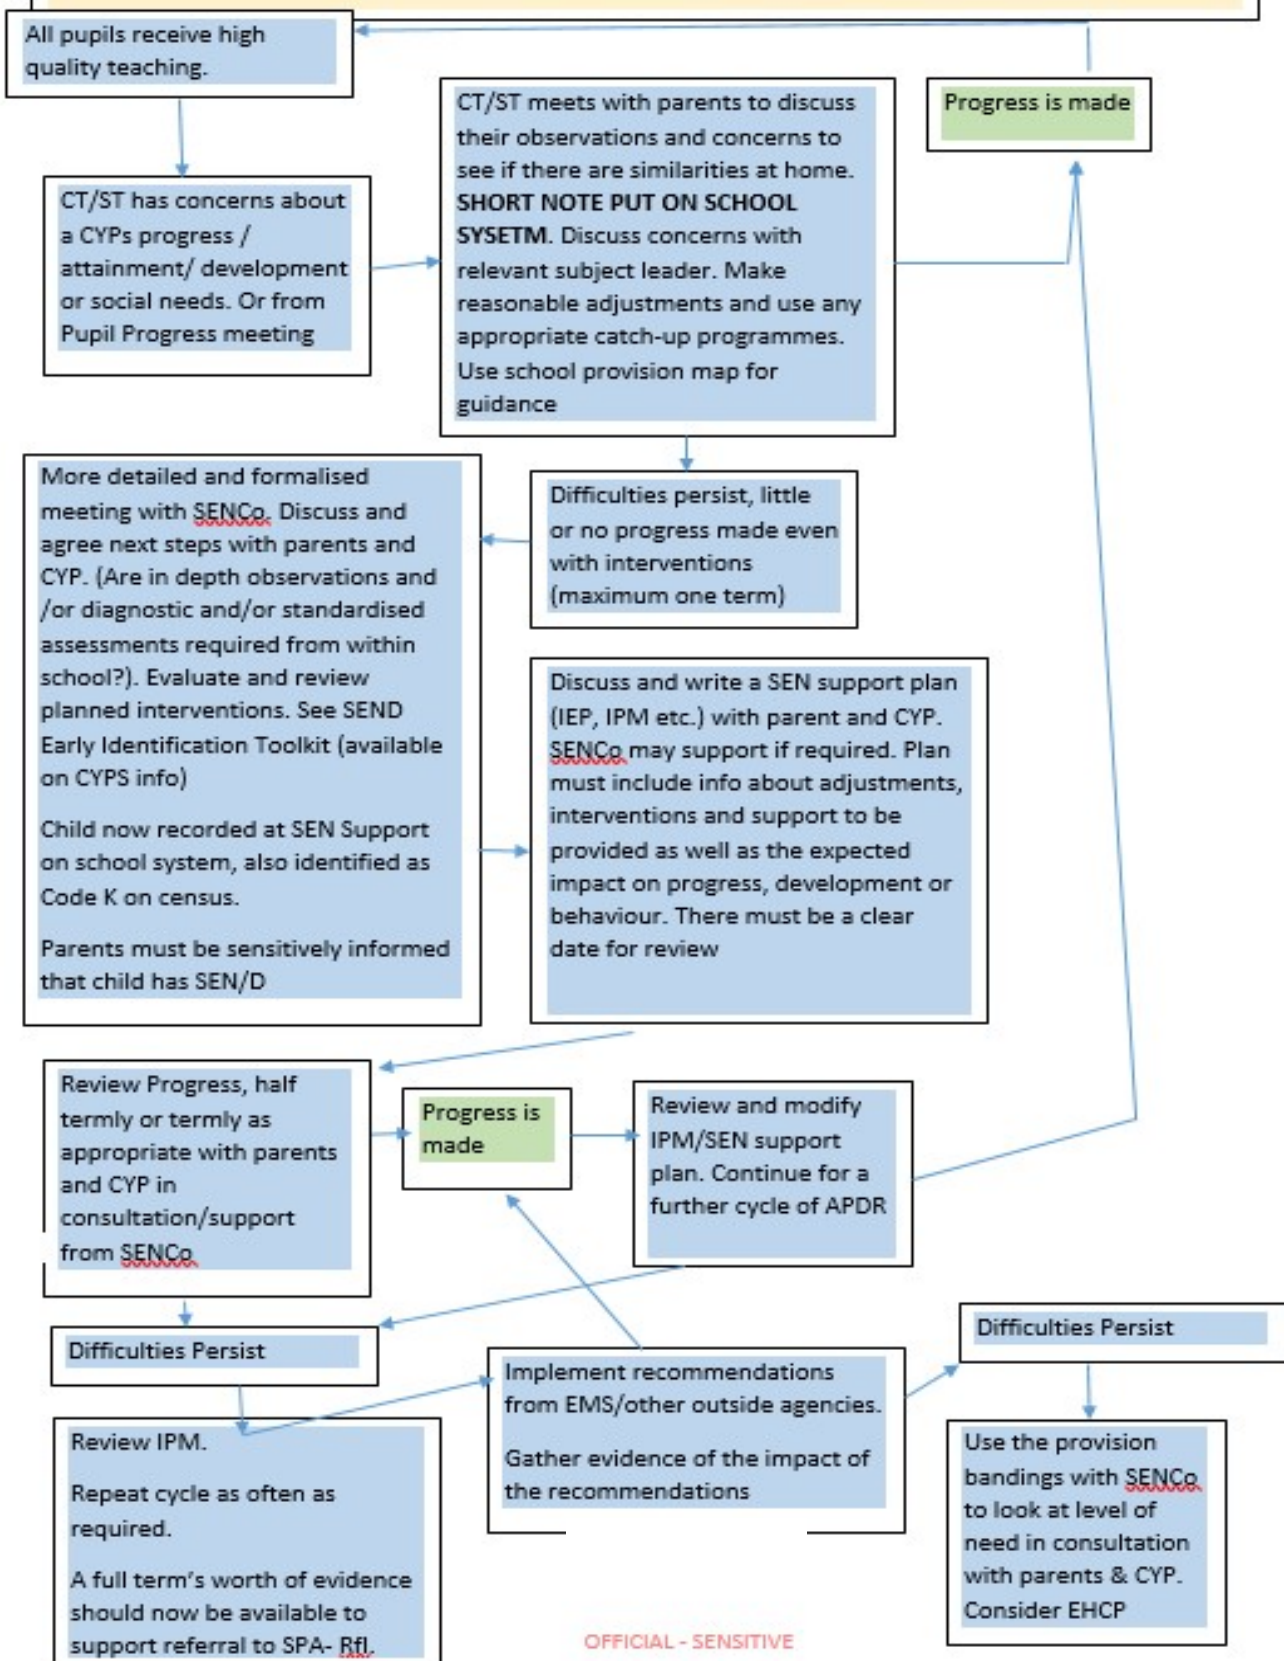 All pupils receive high
quality teaching.
Progress is made
CT/ST meets with parents to discuss
their observations and concerns to
see if there are similarities at home.
SHORT NOTE PUT ON SCHOOL
SYSETM. Discuss concerns with
relevant subject leader. Make
reasonable adjustments and use any
appropriate catch-up programmes.
Use school provision map for
guidance
CT/ST has concerns about
a CYPs progress /
attainment/ development
or social needs. Or from
Pupil Progress meeting
Difficulties persist, little
or no progress made even
with interventions
(maximum one term)
More detailed and formalised
meeting with SENCo. Discuss and
agree next steps with parents and
CYP. (Are in depth observations and
/or diagnostic and/or standardised
assessments required from within
school?). Evaluate and review
planned interventions. See SEND
Early Identification Toolkit (available
on CYPS info)
Child now recorded at SEN Support
on school system, also identified as
Code K on census.
Parents must be sensitively informed
that child has SEN/D
Discuss and write a SEN support plan
(IEP, IPM etc.) with parent and CYP.
SENCo may support if required. Plan
must include info about adjustments,
interventions and support to be
provided as well as the expected
impact on progress, development or
behaviour. There must be a clear
date for review
Review Progress, half
termly or termly as
appropriate with parents
and CYP in
consultation/support
from SENCo
Progress is
made
Review and modify
IPM/SEN support
plan. Continue for a
further cycle of APDR
Difficulties Persist
Difficulties Persist
Implement recommendations
from EMS/other outside agencies.
Gather evidence of the impact of
the recommendations
Review IPM.
Repeat cycle as often as
required.
A full term's worth of evidence
should now be available to
support referral to SPA- Rfl.
Use the provision
bandings with SENCo
to look at level of
need in consultation
with parents & CYP.
Consider EHCP
OFFICIAL - SENSITIVE